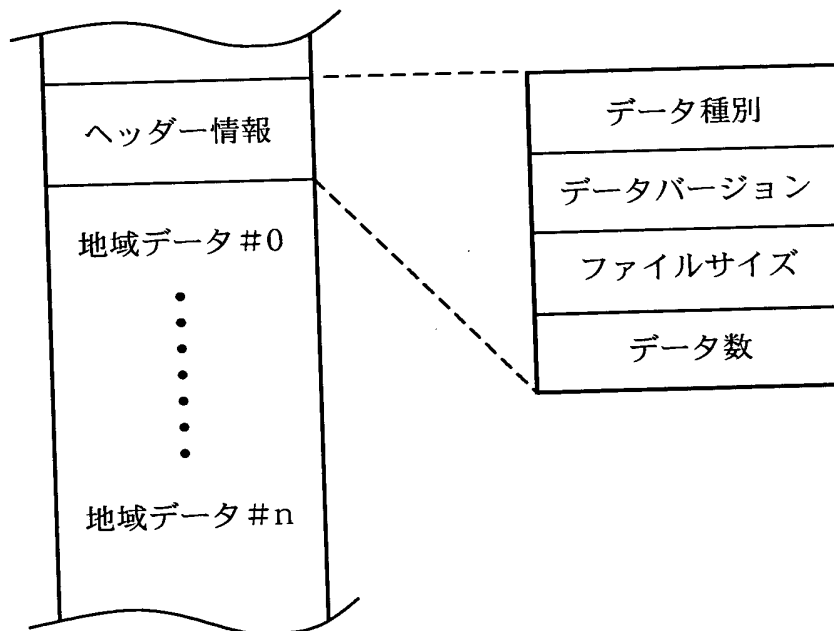 ヘッダー情報
地域データ#0
地域データ#n
データ種別
データバージョン
ファイルサイズ
データ数